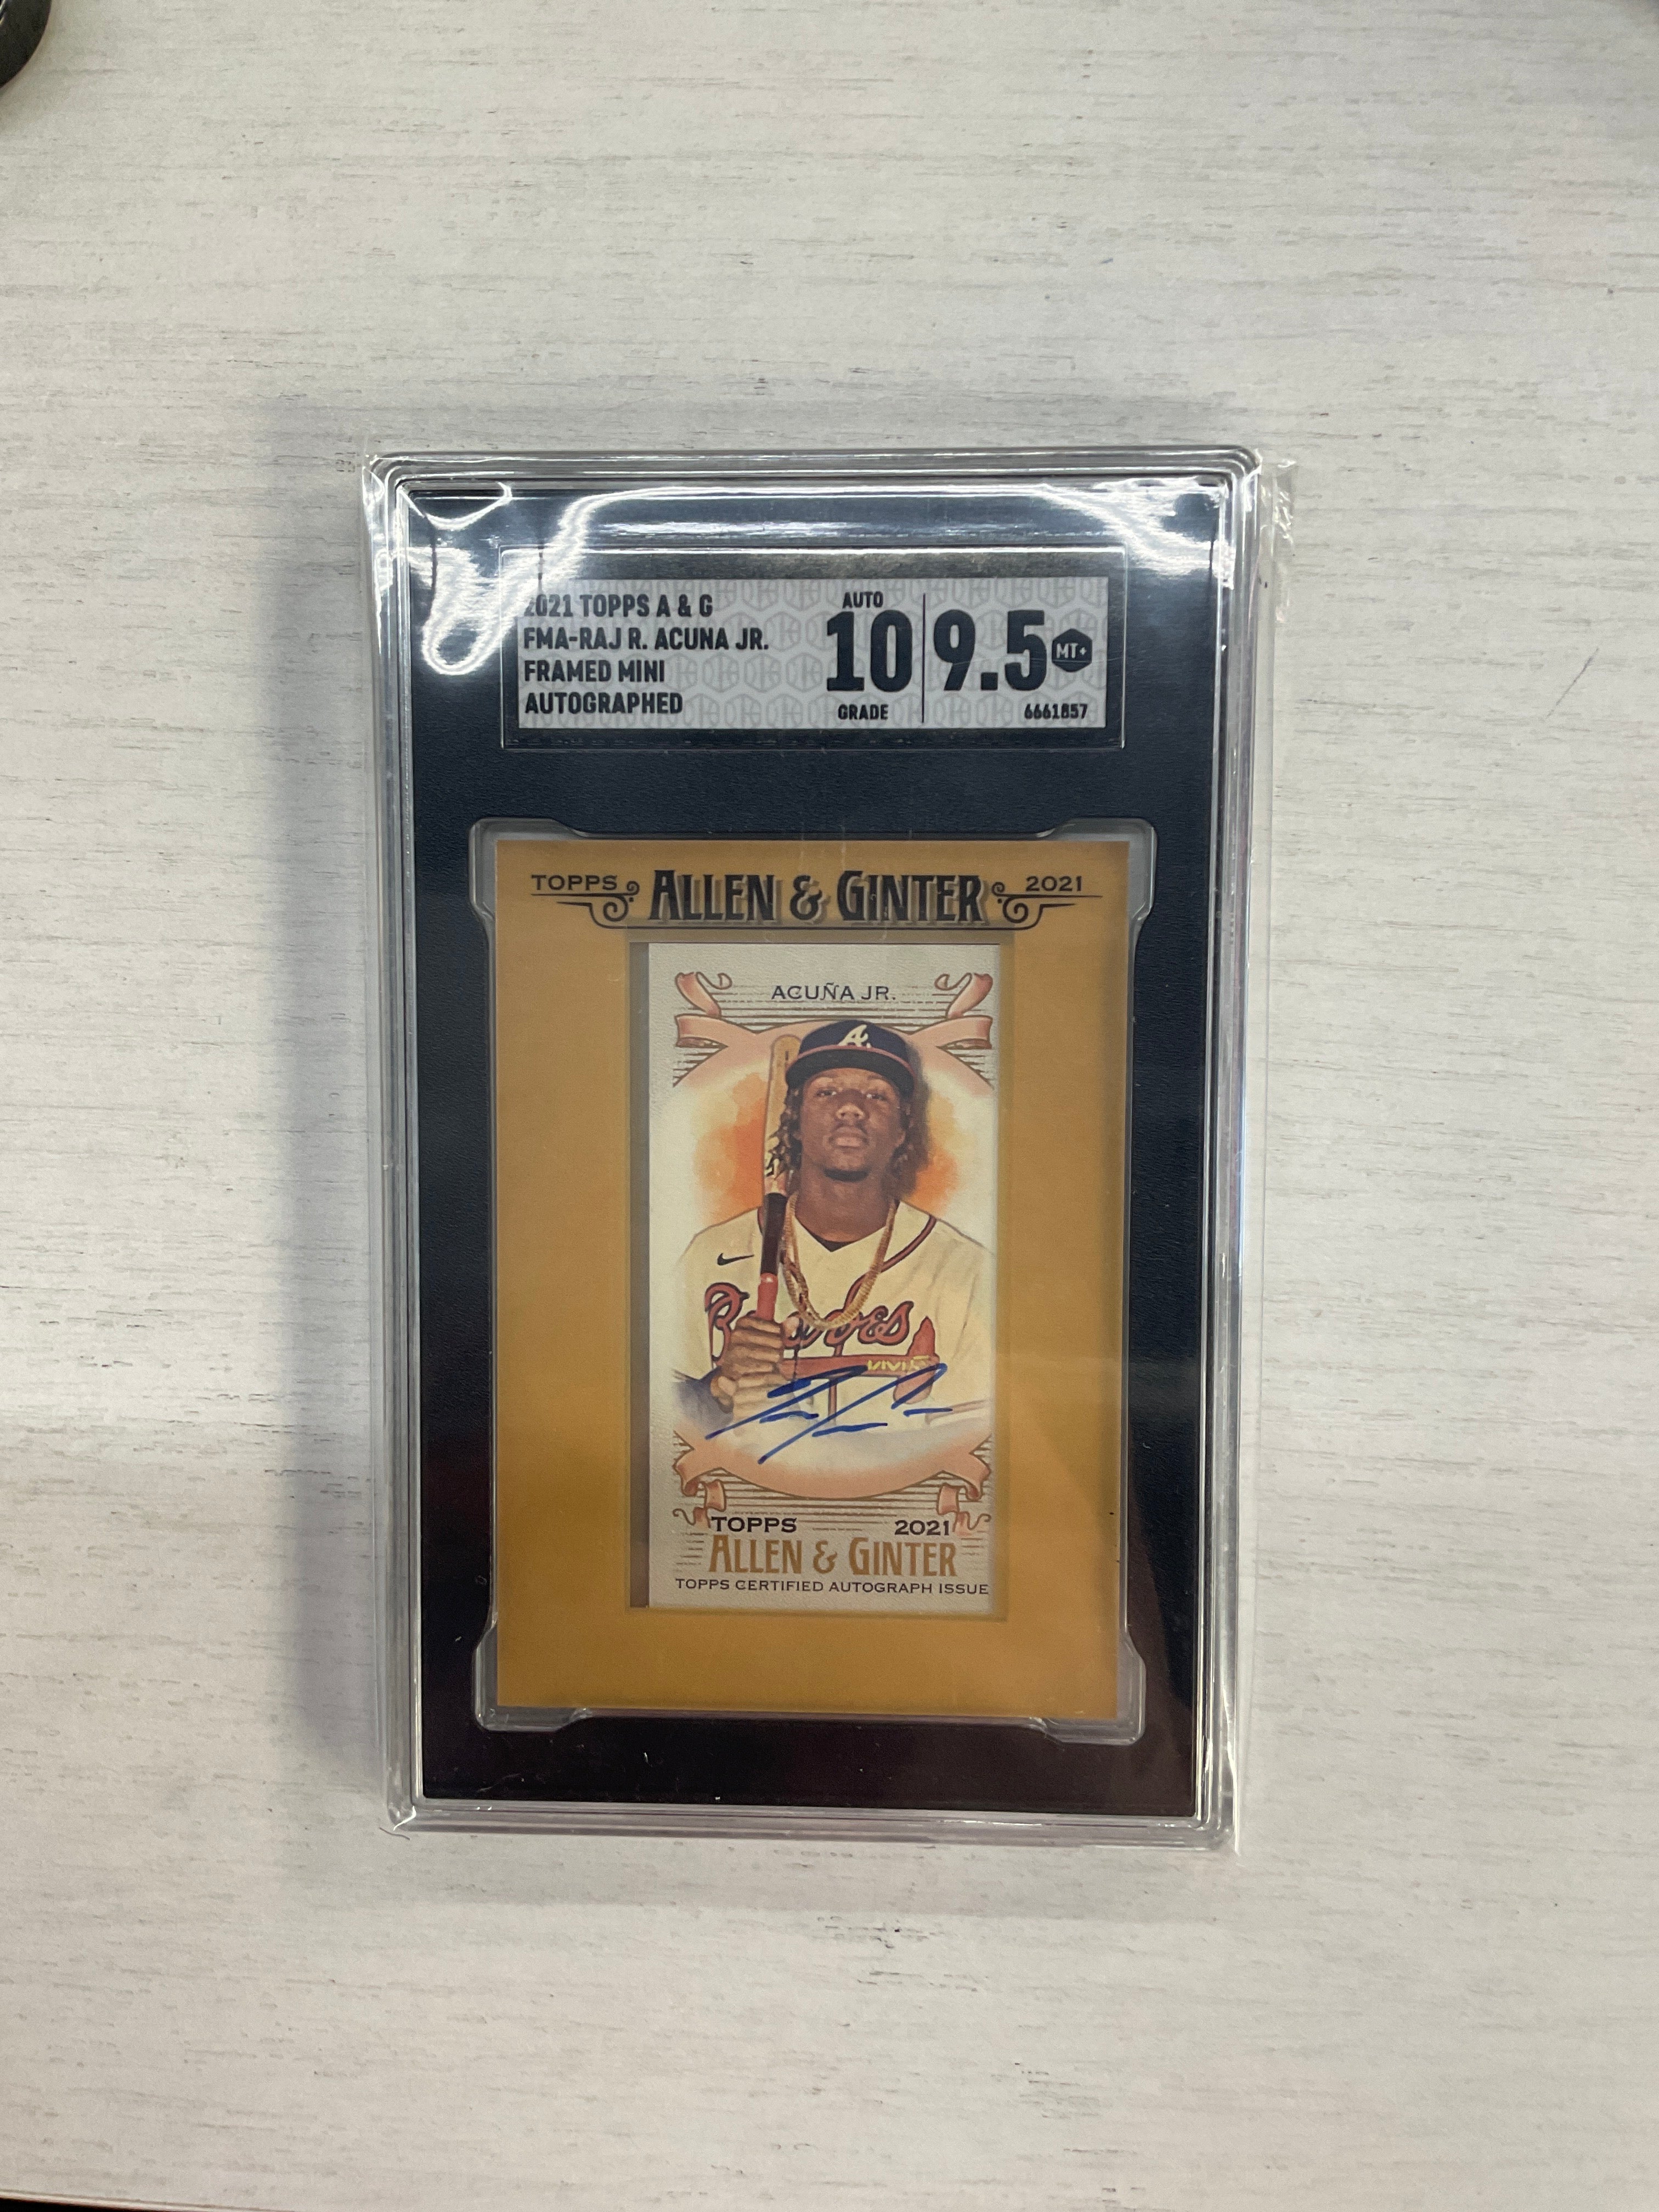 2021 TOPPS A & G
FMA-RAJ R. ACUNA JR.
FRAMED MINI
AUTOGRAPHED
AUTO
10
GRADE
9.5 MT+
6661857
TOPPS ALLEN & GINTER 2021
ACUÑA JR.
A
Braves
TOPPS 2021
ALLEN & GINTER
TOPPS CERTIFIED AUTOGRAPH ISSUE